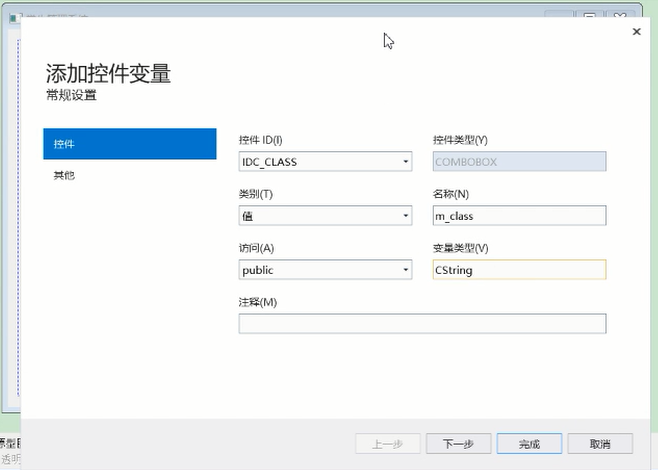 添加控件变量
常规设置
控件
其他
控件 ID(I)
控件类型(Y)
IDC_CLASS
COMBOBOX
类别(T)
名称(N)
值
m_class
访问(A)
变量类型(V)
public
CString
注释(M)
上一步
下一步
完成
取消
透明